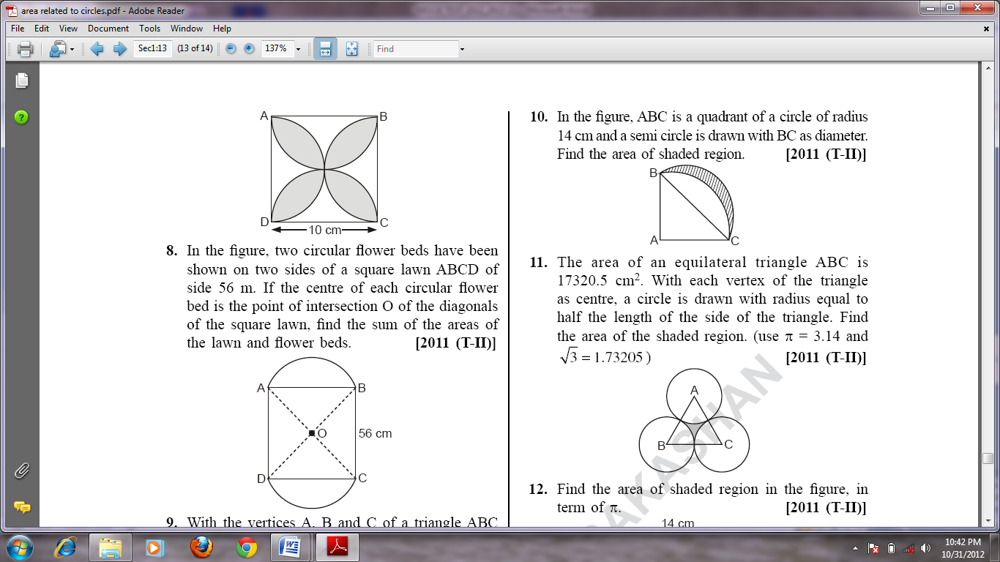 area related to circles.pdf - Adobe Reader
File Edit View Document Tools Window Help
Sec1:13 (13 of 14) 137% Find
A B
D C
10 cm
8. In the figure, two circular flower beds have been
shown on two sides of a square lawn ABCD of
side 56 m. If the centre of each circular flower
bed is the point of intersection O of the diagonals
of the square lawn, find the sum of the areas of
the lawn and flower beds. [2011 (T-II)]
A B
O 56 cm
D C
9. With the vertices A, B and C of a triangle ABC
10. In the figure, ABC is a quadrant of a circle of radius
14 cm and a semi circle is drawn with BC as diameter.
Find the area of shaded region. [2011 (T-II)]
B
A C
11. The area of an equilateral triangle ABC is
17320.5 cm². With each vertex of the triangle
as centre, a circle is drawn with radius equal to
half the length of the side of the triangle. Find
the area of the shaded region. (use π = 3.14 and
√3 = 1.73205)  [2011 (T-II)]
A
B C
12. Find the area of shaded region in the figure, in
term of π. [2011 (T-II)]
14 cm
AKASHAN
10:42 PM
10/31/2012